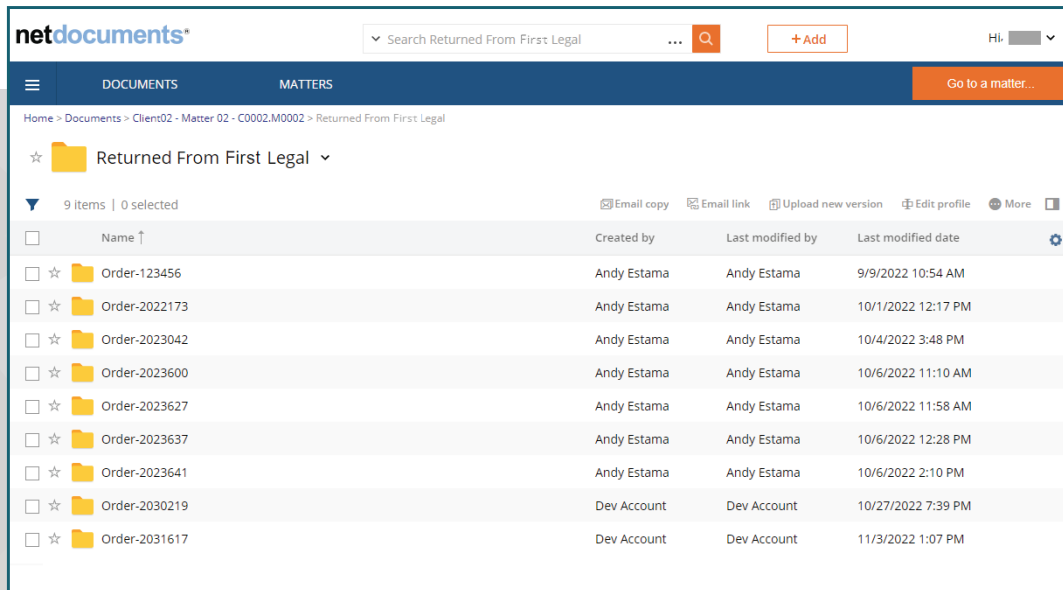 netdocuments®
Search Returned From First Legal ...
+Add
Hi,
DOCUMENTS MATTERS Go to a matter...
Home > Documents > Client02 - Matter 02 - C0002.M0002 > Returned From First Legal
Returned From First Legal
9 items | 0 selected Email copy Email link Upload new version Edit profile More
Name ↑ Created by Last modified by Last modified date
Order-123456 Andy Estama Andy Estama 9/9/2022 10:54 AM
Order-2022173 Andy Estama Andy Estama 10/1/2022 12:17 PM
Order-2023042 Andy Estama Andy Estama 10/4/2022 3:48 PM
Order-2023600 Andy Estama Andy Estama 10/6/2022 11:10 AM
Order-2023627 Andy Estama Andy Estama 10/6/2022 11:58 AM
Order-2023637 Andy Estama Andy Estama 10/6/2022 12:28 PM
Order-2023641 Andy Estama Andy Estama 10/6/2022 2:10 PM
Order-2030219 Dev Account Dev Account 10/27/2022 7:39 PM
Order-2031617 Dev Account Dev Account 11/3/2022 1:07 PM